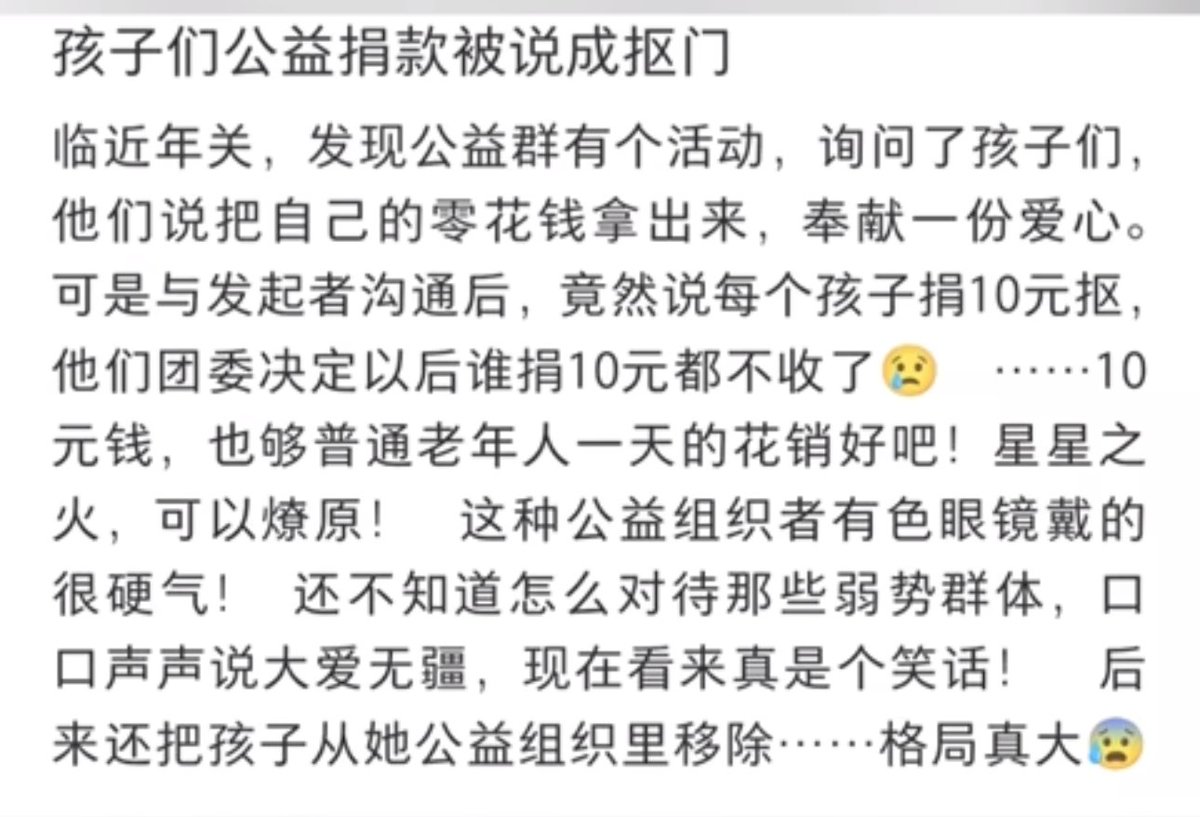 孩子们公益捐款被说成抠门
临近年关，发现公益群有个活动，询问了孩子们，
他们说把自己的零花钱拿出来，奉献一份爱心。
可是与发起者沟通后，竟然说每个孩子捐10元抠，
他们团委决定以后谁捐10元都不收了😢 ……10
元钱，也够普通老年人一天的花销好吧！星星之
火，可以燎原！ 这种公益组织者有色眼镜戴的
很硬气！ 还不知道怎么对待那些弱势群体，口
口声声说大爱无疆，现在看来真是个笑话！ 后
来还把孩子从她公益组织里移除……格局真大😰